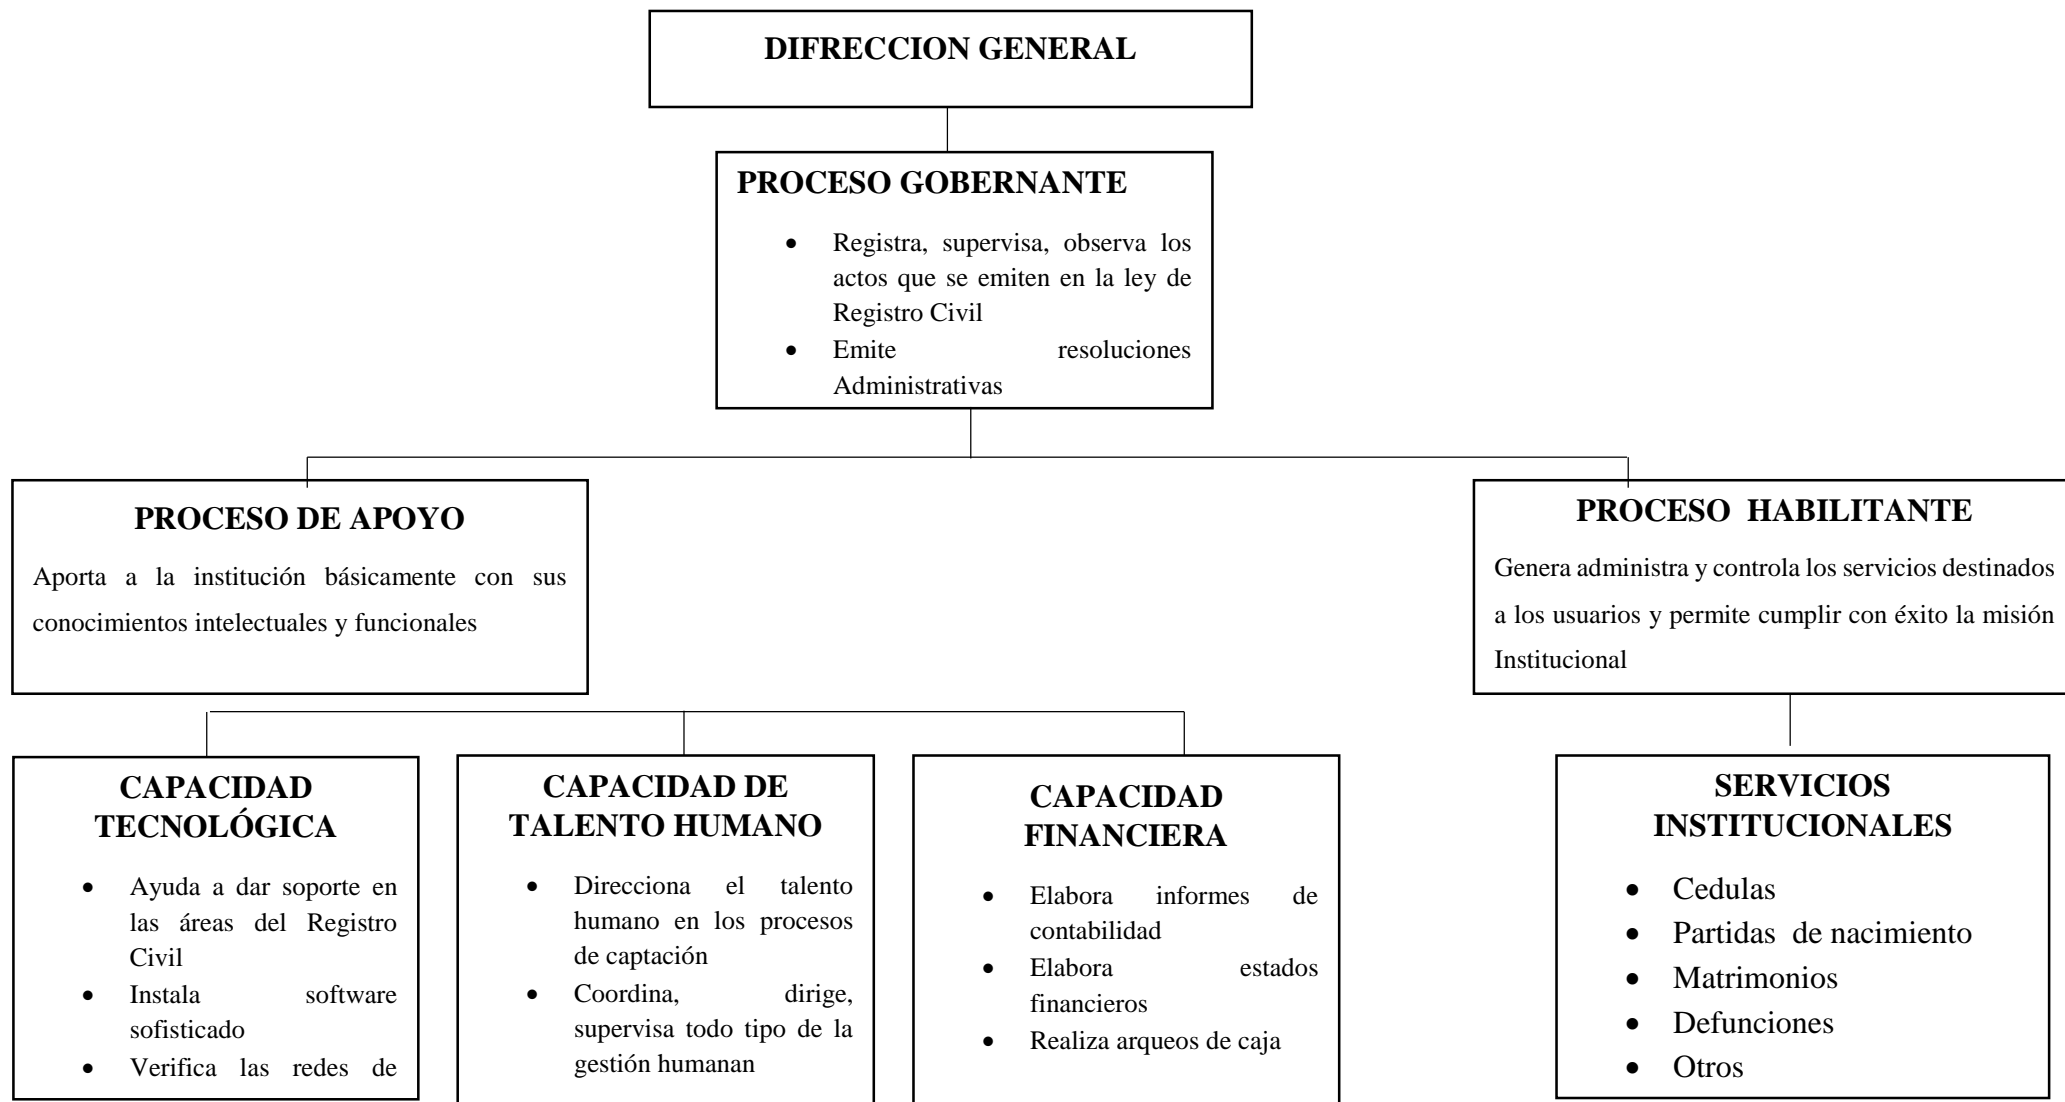 DIFRECCION GENERAL
PROCESO GOBERNANTE
• Registra, supervisa, observa los
actos que se emiten en la ley de
Registro Civil
• Emite resoluciones
Administrativas
PROCESO DE APOYO
Aporta a la institución básicamente con sus
conocimientos intelectuales y funcionales
PROCESO HABILITANTE
Genera administra y controla los servicios destinados
a los usuarios y permite cumplir con éxito la misión
Institucional
CAPACIDAD
TECNOLÓGICA
• Ayuda a dar soporte en
las áreas del Registro
Civil
• Instala software
sofisticado
• Verifica las redes de
CAPACIDAD DE
TALENTO HUMANO
• Direcciona el talento
humano en los procesos
de captación
• Coordina, dirige,
supervisa todo tipo de la
gestión humanan
CAPACIDAD
FINANCIERA
• Elabora informes de
contabilidad
• Elabora estados
financieros
• Realiza arqueos de caja
SERVICIOS
INSTITUCIONALES
• Cedulas
• Partidas de nacimiento
• Matrimonios
• Defunciones
• Otros